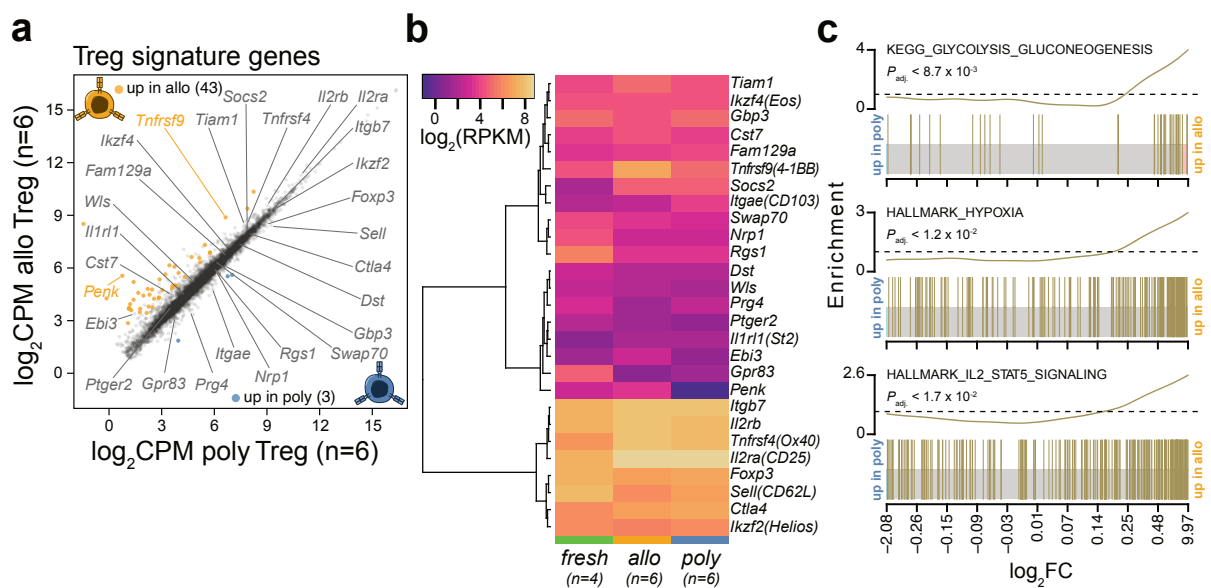 a
Treg signature genes
up in allo (43)
Tnfrsf9
Socs2
Tiam1
Tnfrsf4
Il2rb
Il2ra
Itgb7
Ikzf4
Ikzf2
Fam129a
Foxp3
Wls
Sell
Il1rl1
Ctla4
Cst7
Dst
Penk
Gbp3
Ebi3
Swap70
Rgs1
Itgae
Nrp1
Ptger2
Gpr83
Prg4
up in poly (3)
15
12
9
6
3
0
0 3 6 9 12 15
log2CPM allo Treg (n=6)
log2CPM poly Treg (n=6)
b
0 4 8
log2(RPKM)
Tiam1
Ikzf4(Eos)
Gbp3
Cst7
Fam129a
Tnfrsf9(4-1BB)
Socs2
Itgae(CD103)
Swap70
Nrp1
Rgs1
Dst
Wls
Prg4
Ptger2
Il1rl1(St2)
Ebi3
Gpr83
Penk
Itgb7
Il2rb
Tnfrsf4(Ox40)
Il2ra(CD25)
Foxp3
Sell(CD62L)
Ctla4
Ikzf2(Helios)
fresh allo poly
(n=4) (n=6) (n=6)
c
Enrichment
4
KEGG_GLYCOLYSIS_GLUCONEOGENESIS
Padj. < 8.7 x 10-3
0
up in poly
up in allo
3
HALLMARK_HYPOXIA
Padj. < 1.2 x 10-2
0
up in poly
up in allo
2.6
HALLMARK_IL2_STAT5_SIGNALING
Padj. < 1.7 x 10-2
0
up in poly
up in allo
-2.08 -0.26 -0.11 -0.03 0.01 0.07 0.14 0.25 0.48 9.97
log2FC